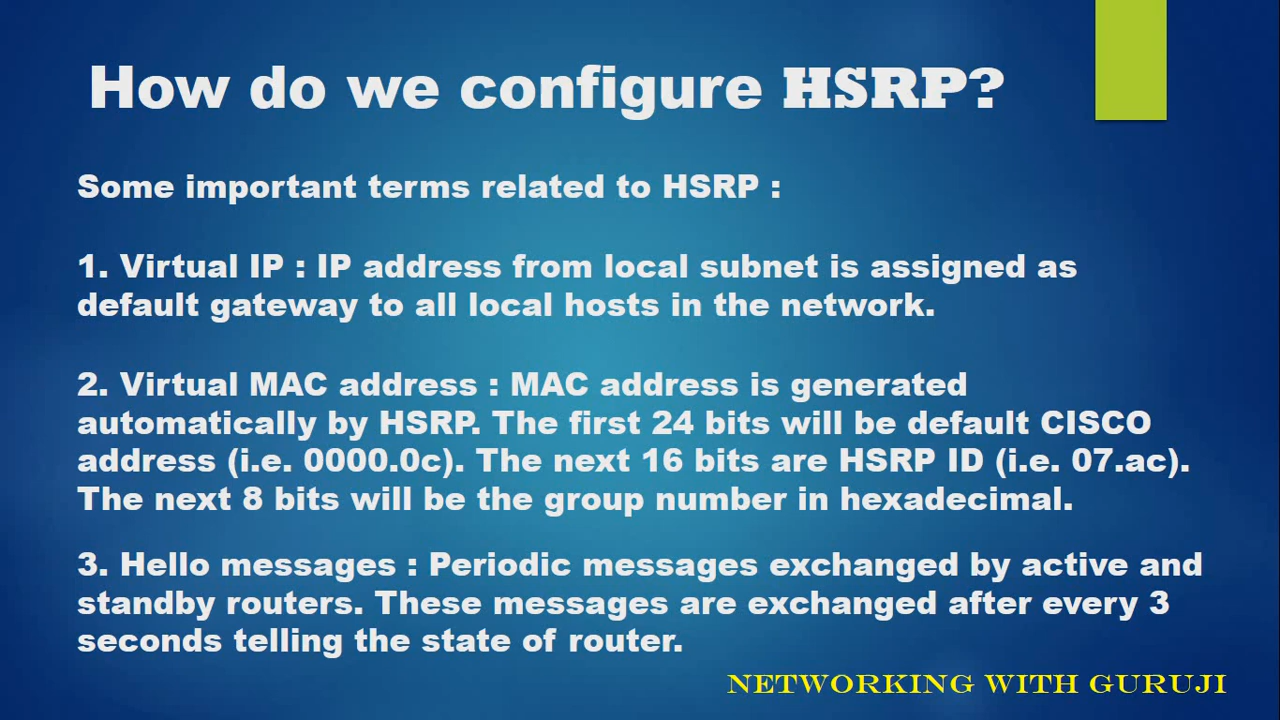 How do we configure HSRP?
Some important terms related to HSRP :
1. Virtual IP : IP address from local subnet is assigned as
default gateway to all local hosts in the network.
2. Virtual MAC address : MAC address is generated
automatically by HSRP. The first 24 bits will be default CISCO
address (i.e. 0000.0c). The next 16 bits are HSRP ID (i.e. 07.ac).
The next 8 bits will be the group number in hexadecimal.
3. Hello messages : Periodic messages exchanged by active and
standby routers. These messages are exchanged after every 3
seconds telling the state of router.
NETWORKING WITH GURUJI